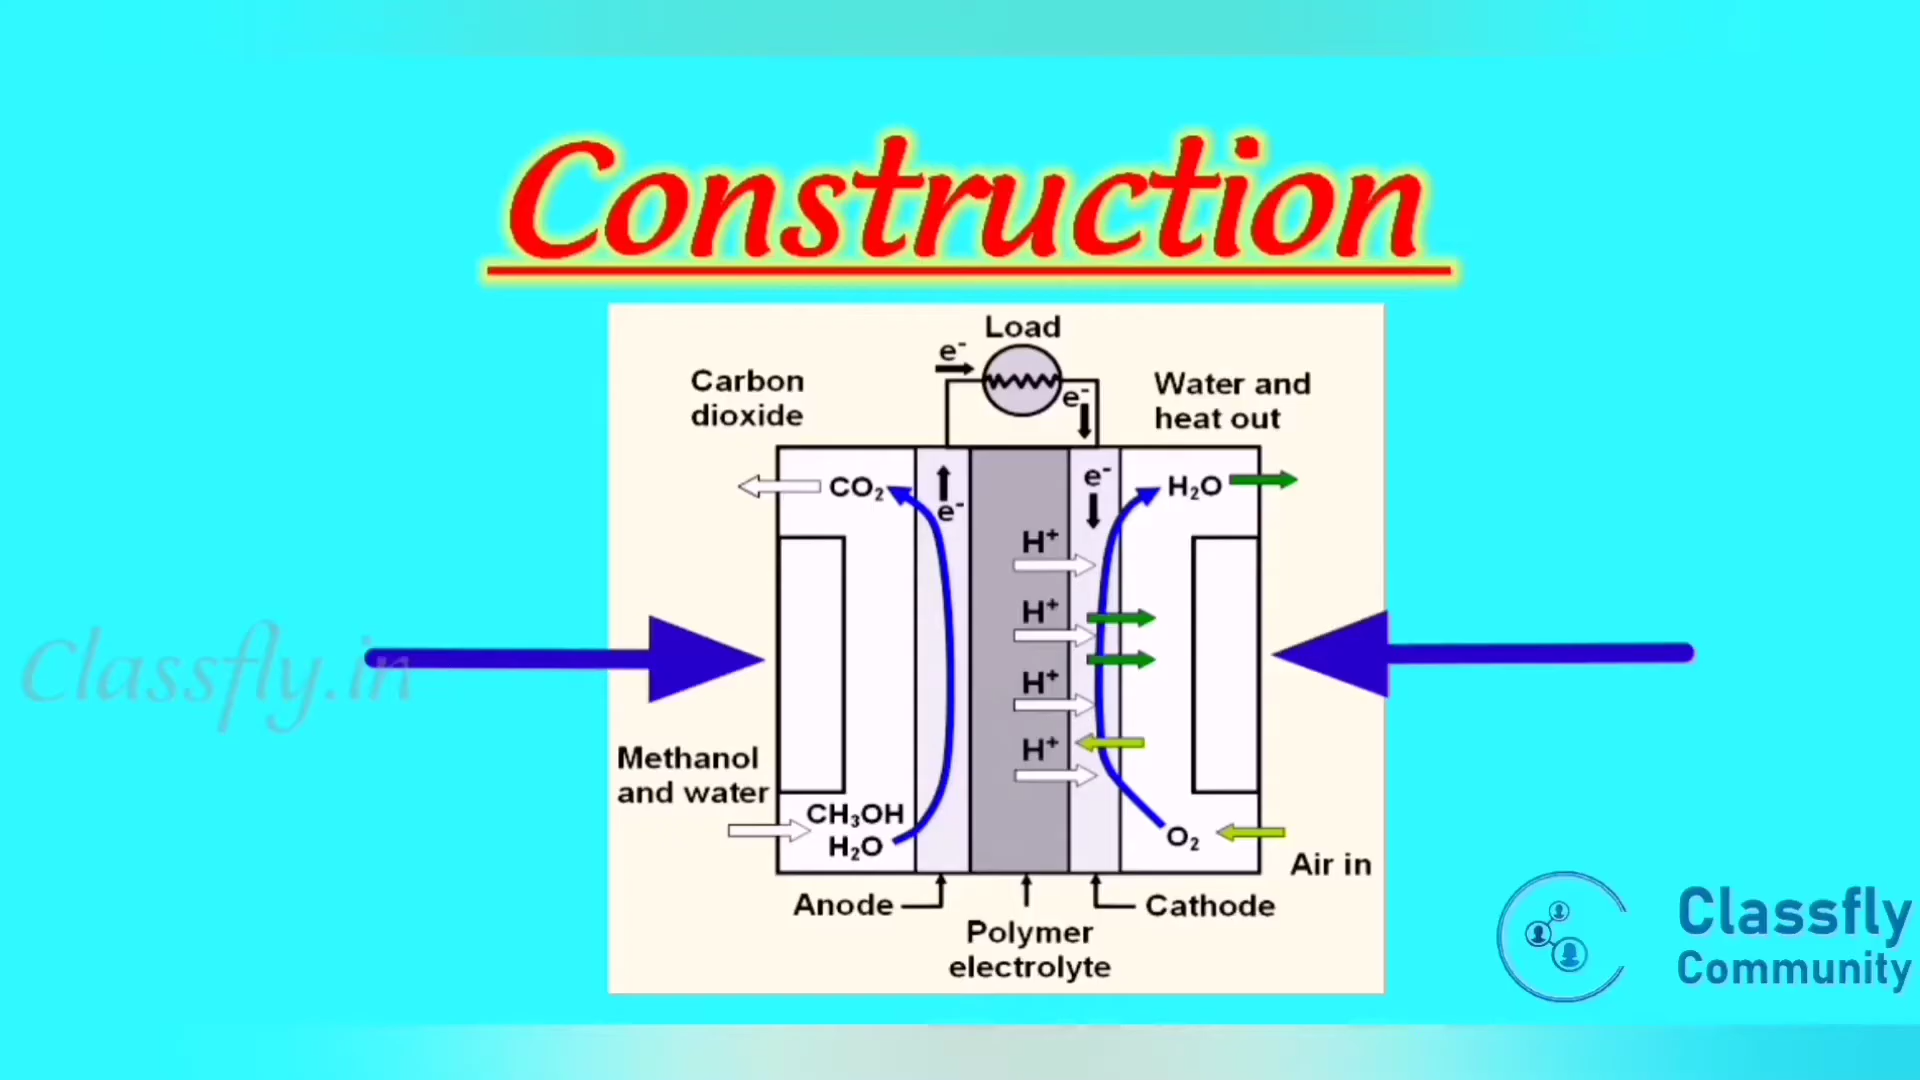 Construction
Load
e⁻
e⁻
Carbon
dioxide
Water and
heat out
CO₂
e⁻
e⁻
H₂O
H⁺
H⁺
H⁺
H⁺
Classfly.in
Methanol
and water
CH₃OH
H₂O
O₂
Air in
Anode
Cathode
Polymer
electrolyte
Classfly
Community